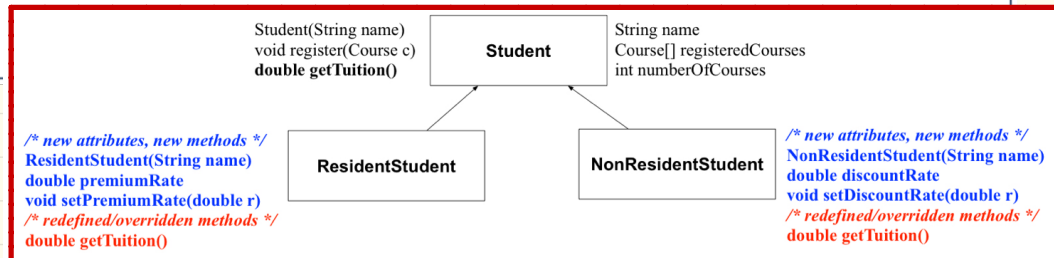 Student(String name)
void register(Course c)
double getTuition()
Student
String name
Course[] registeredCourses
int numberOfCourses
/* new attributes, new methods */
ResidentStudent(String name)
double premiumRate
void setPremiumRate(double r)
/* redefined/overridden methods */
double getTuition()
ResidentStudent
NonResidentStudent
/* new attributes, new methods */
NonResidentStudent(String name)
double discountRate
void setDiscountRate(double r)
/* redefined/overridden methods */
double getTuition()